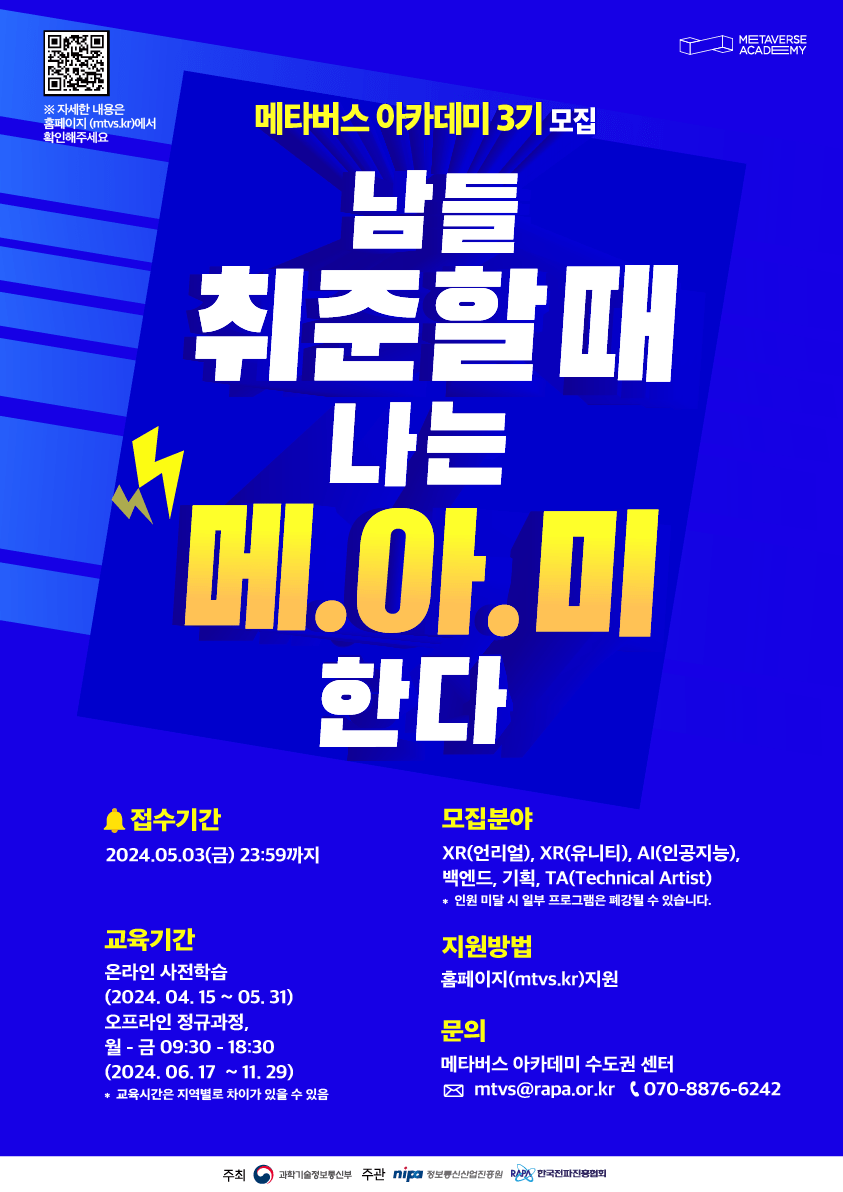 ※ 자세한 내용은
홈페이지 (mtvs.kr)에서
확인해주세요
METAVERSE
ACADEMY
메타버스 아카데미 3기 모집
남들
취준할 때
나는
메.아.미
한다
접수기간
2024.05.03(금) 23:59까지
교육기간
온라인 사전학습
(2024. 04. 15 ~ 05. 31)
오프라인 정규과정,
월 - 금 09:30 - 18:30
(2024. 06. 17 ~ 11. 29)
* 교육시간은 지역별로 차이가 있을 수 있음
모집분야
XR(언리얼), XR(유니티), AI(인공지능),
백엔드, 기획, TA(Technical Artist)
* 인원 미달 시 일부 프로그램은 폐강될 수 있습니다.
지원방법
홈페이지(mtvs.kr)지원
문의
메타버스 아카데미 수도권 센터
mtvs@rapa.or.kr 070-8876-6242
주최 과학기술정보통신부 주관 nipa 정보통신산업진흥원 RAPA 한국전파진흥협회